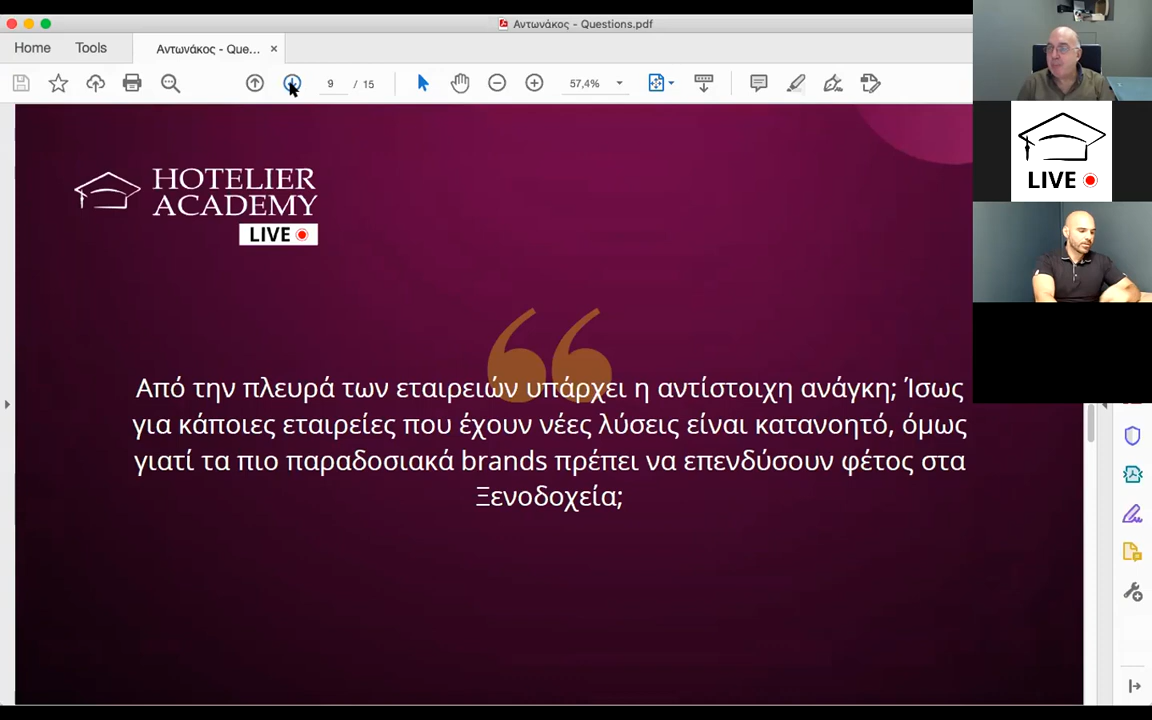 Αντωνάκος - Questions.pdf
Home Tools Αντωνάκος - Que... ×
9 / 15 57,4%
HOTELIER
ACADEMY
LIVE
LIVE
Από την πλευρά των εταιρειών υπάρχει η αντίστοιχη ανάγκη; Ίσως
για κάποιες εταιρείες που έχουν νέες λύσεις είναι κατανοητό, όμως
γιατί τα πιο παραδοσιακά brands πρέπει να επενδύσουν φέτος στα
Ξενοδοχεία;